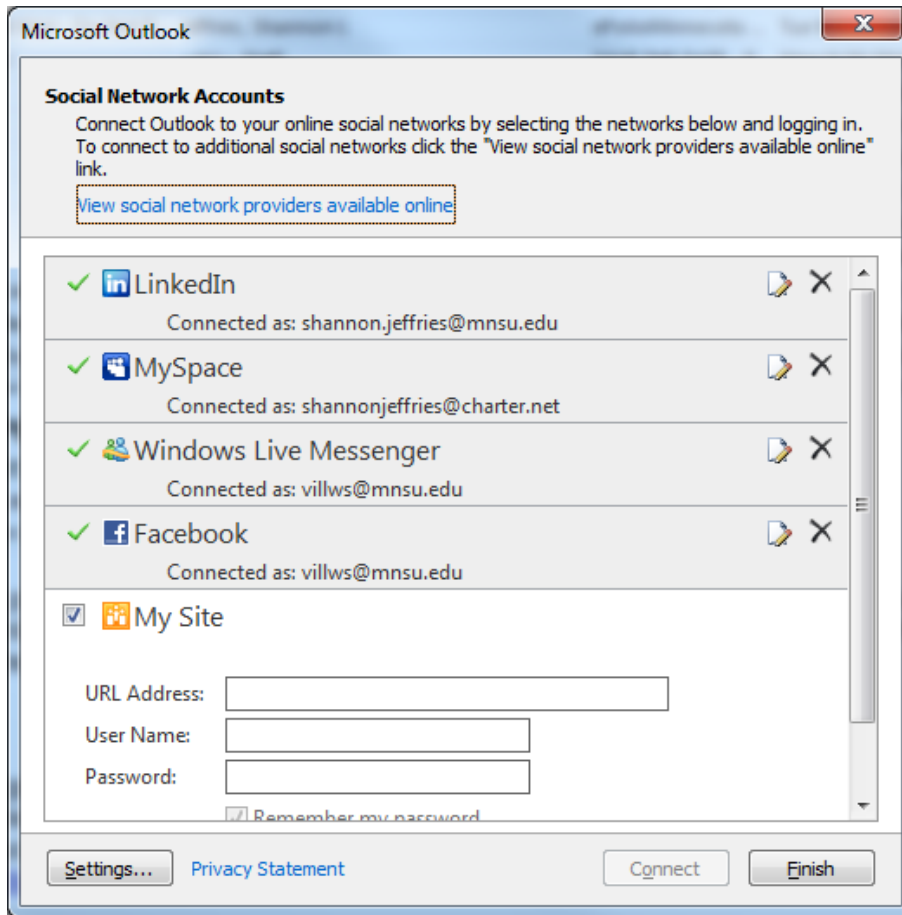 Microsoft Outlook
Social Network Accounts
Connect Outlook to your online social networks by selecting the networks below and logging in.
To connect to additional social networks click the "View social network providers available online"
link.
View social network providers available online
in LinkedIn
Connected as: shannon.jeffries@mnsu.edu
MySpace
Connected as: shannonjeffries@charter.net
Windows Live Messenger
Connected as: villws@mnsu.edu
f Facebook
Connected as: villws@mnsu.edu
My Site
URL Address:
User Name:
Password:
Remember my password
Settings... Privacy Statement Connect Finish